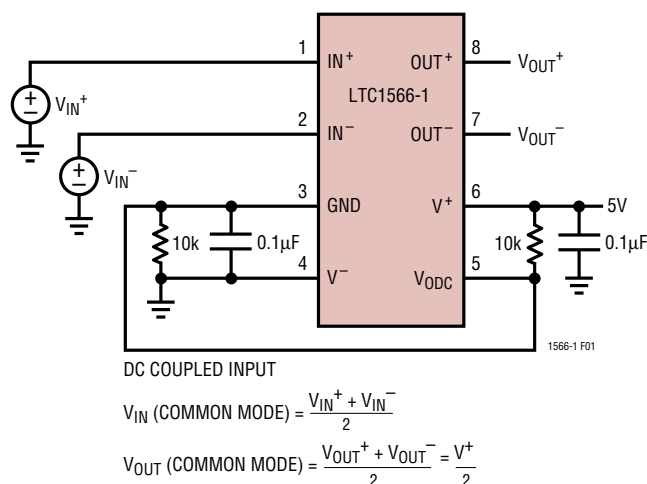 1
IN+
OUT+
8
VOUT+
LTC1566-1
VIN+
2
IN−
OUT−
7
VOUT−
VIN−
3
GND
V+
6
5V
10k
0.1µF
10k
0.1µF
4
V−
VODC
5
1566-1 F01
DC COUPLED INPUT
VIN (COMMON MODE) = (VIN+ + VIN−)/2
VOUT (COMMON MODE) = (VOUT+ + VOUT−)/2 = V+/2